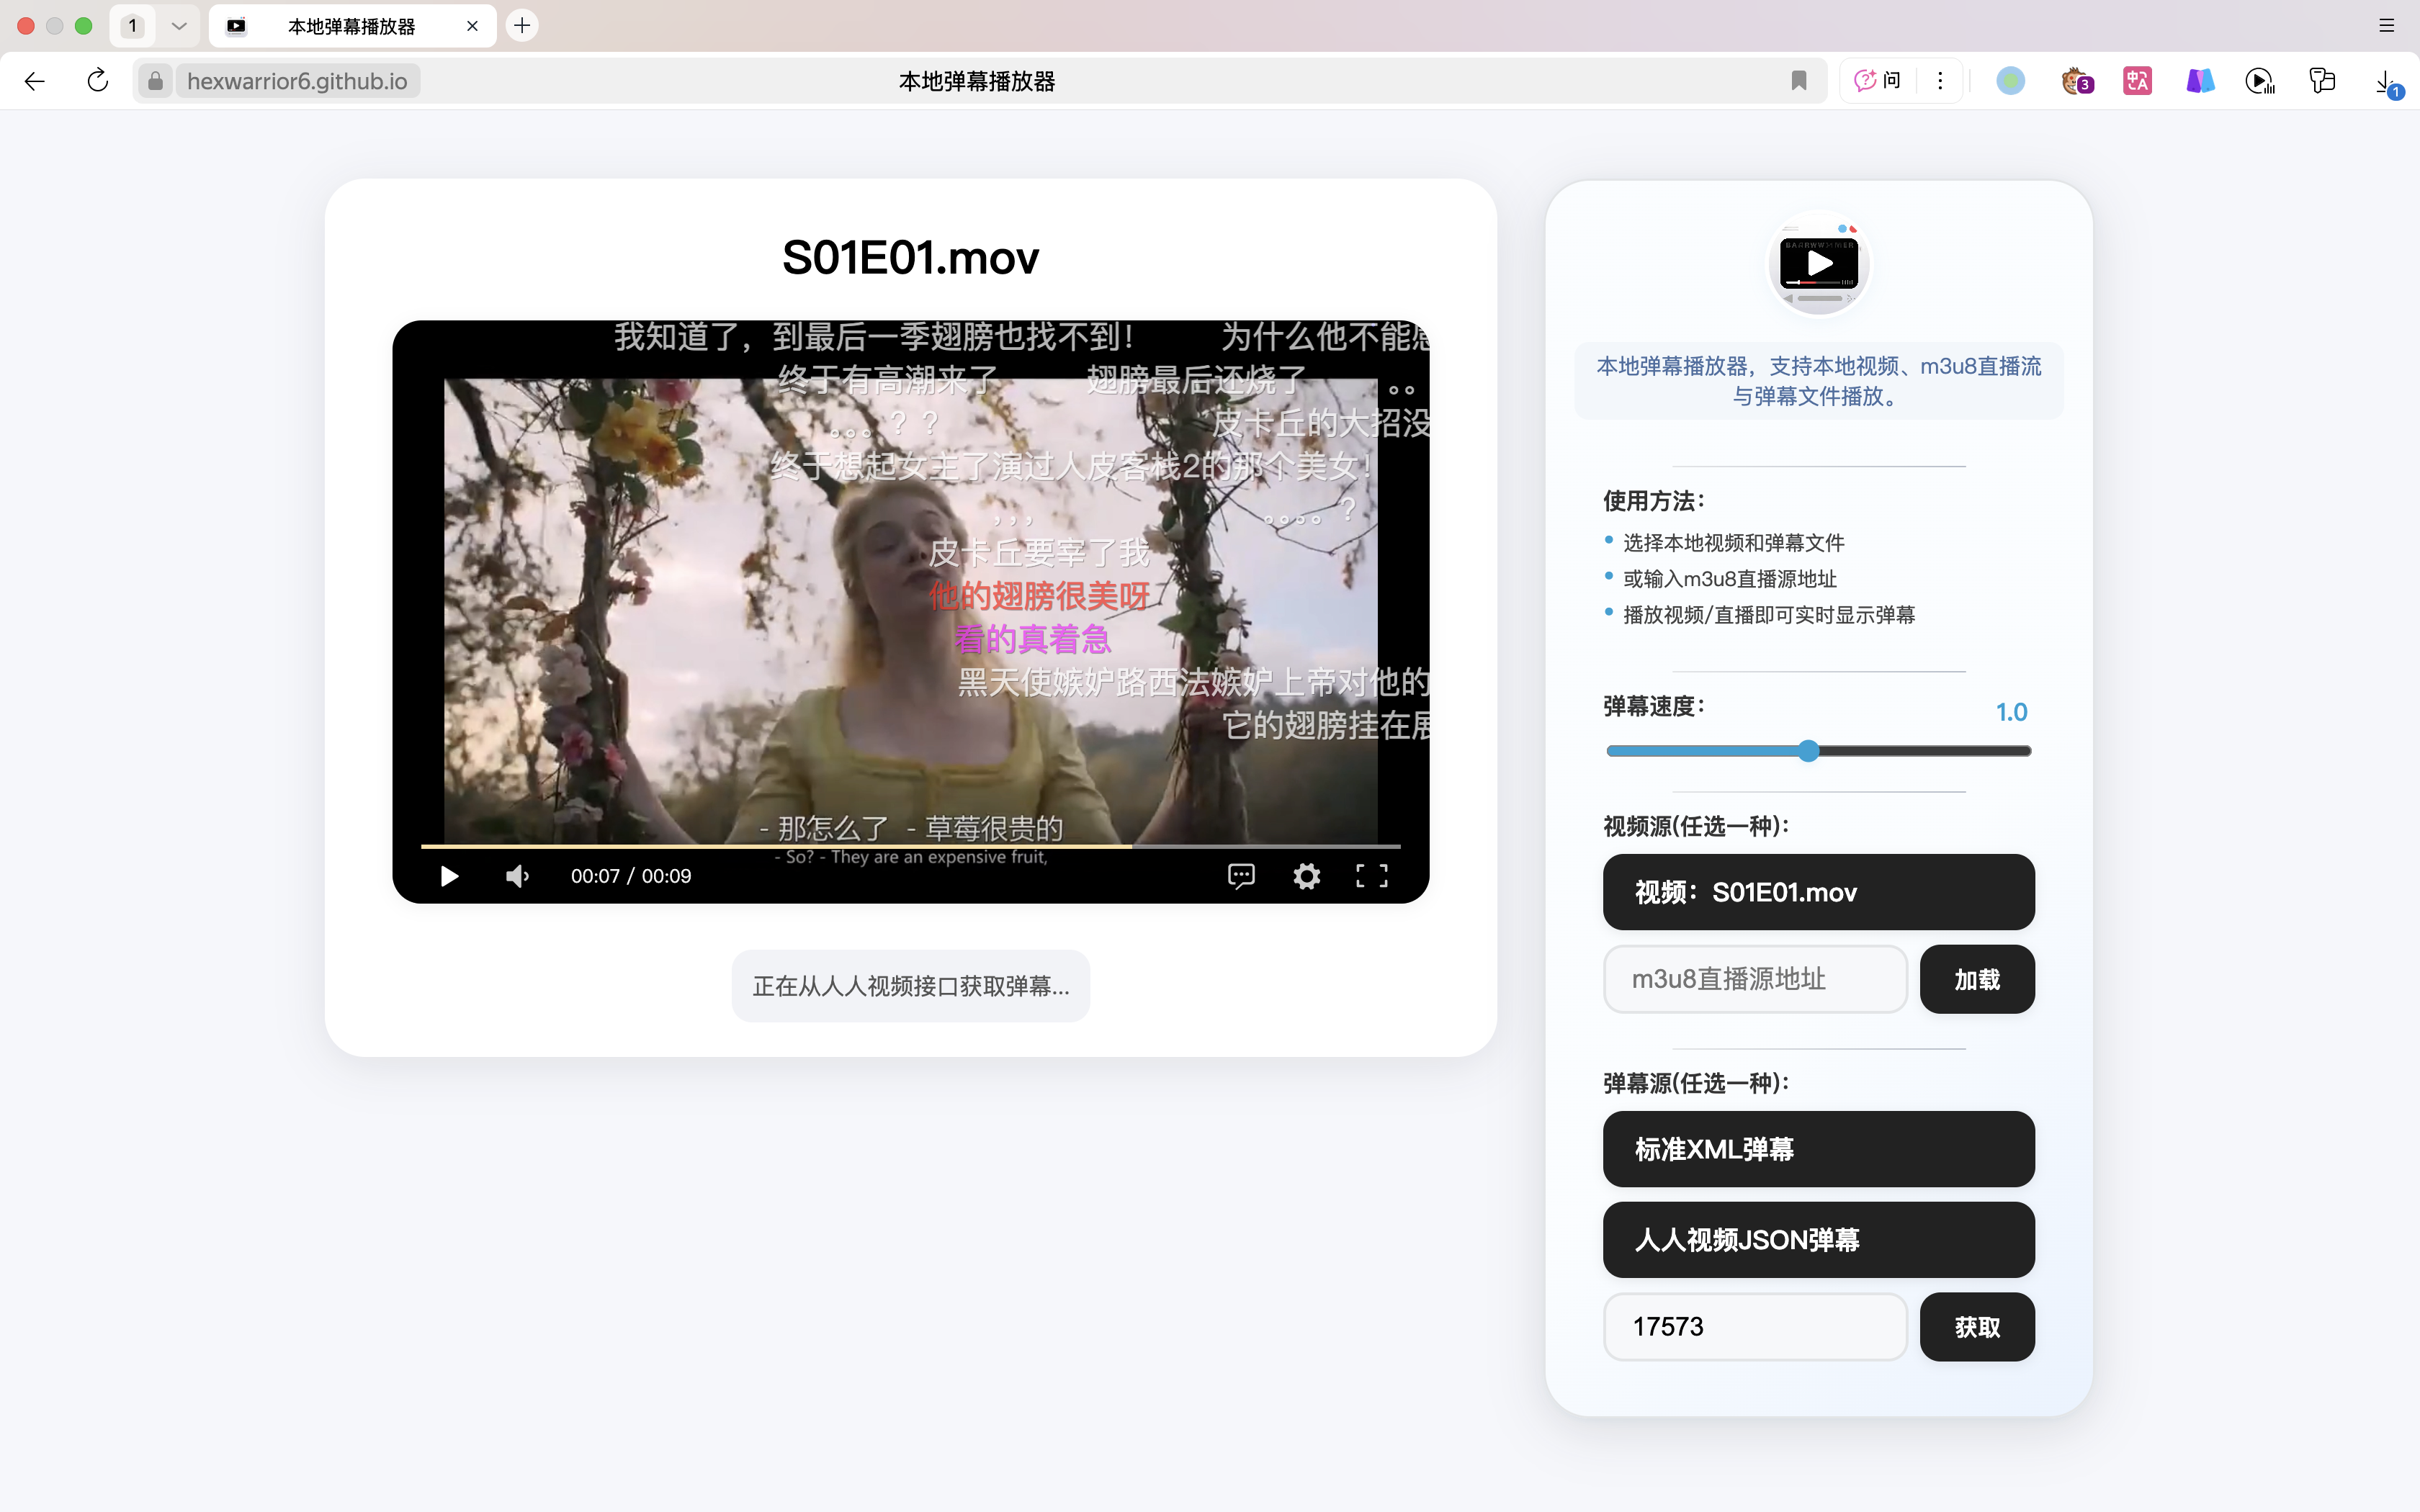 1
本地弹幕播放器
hexwarrior6.github.io
本地弹幕播放器
问
3
1
S01E01.mov
我知道了，到最后一季翅膀也找不到！
为什么他不能
终于有高潮来了
翅膀最后还烧了
。。
。。。？？
皮卡丘的大招没
终于想起女主了演过人皮客栈2的那个美女！
，，，
。。。。？
皮卡丘要宰了我
他的翅膀很美呀
看的真着急
黑天使嫉妒路西法嫉妒上帝对他的
它的翅膀挂在
- 那怎么了 - 草莓很贵的
- So? - They are an expensive fruit,
00:07 / 00:09
正在从人人视频接口获取弹幕...
本地弹幕播放器，支持本地视频、m3u8直播流
与弹幕文件播放。
使用方法：
选择本地视频和弹幕文件
或输入m3u8直播源地址
播放视频/直播即可实时显示弹幕
弹幕速度：
1.0
视频源(任选一种)：
视频：S01E01.mov
m3u8直播源地址
加载
弹幕源(任选一种)：
标准XML弹幕
人人视频JSON弹幕
17573
获取